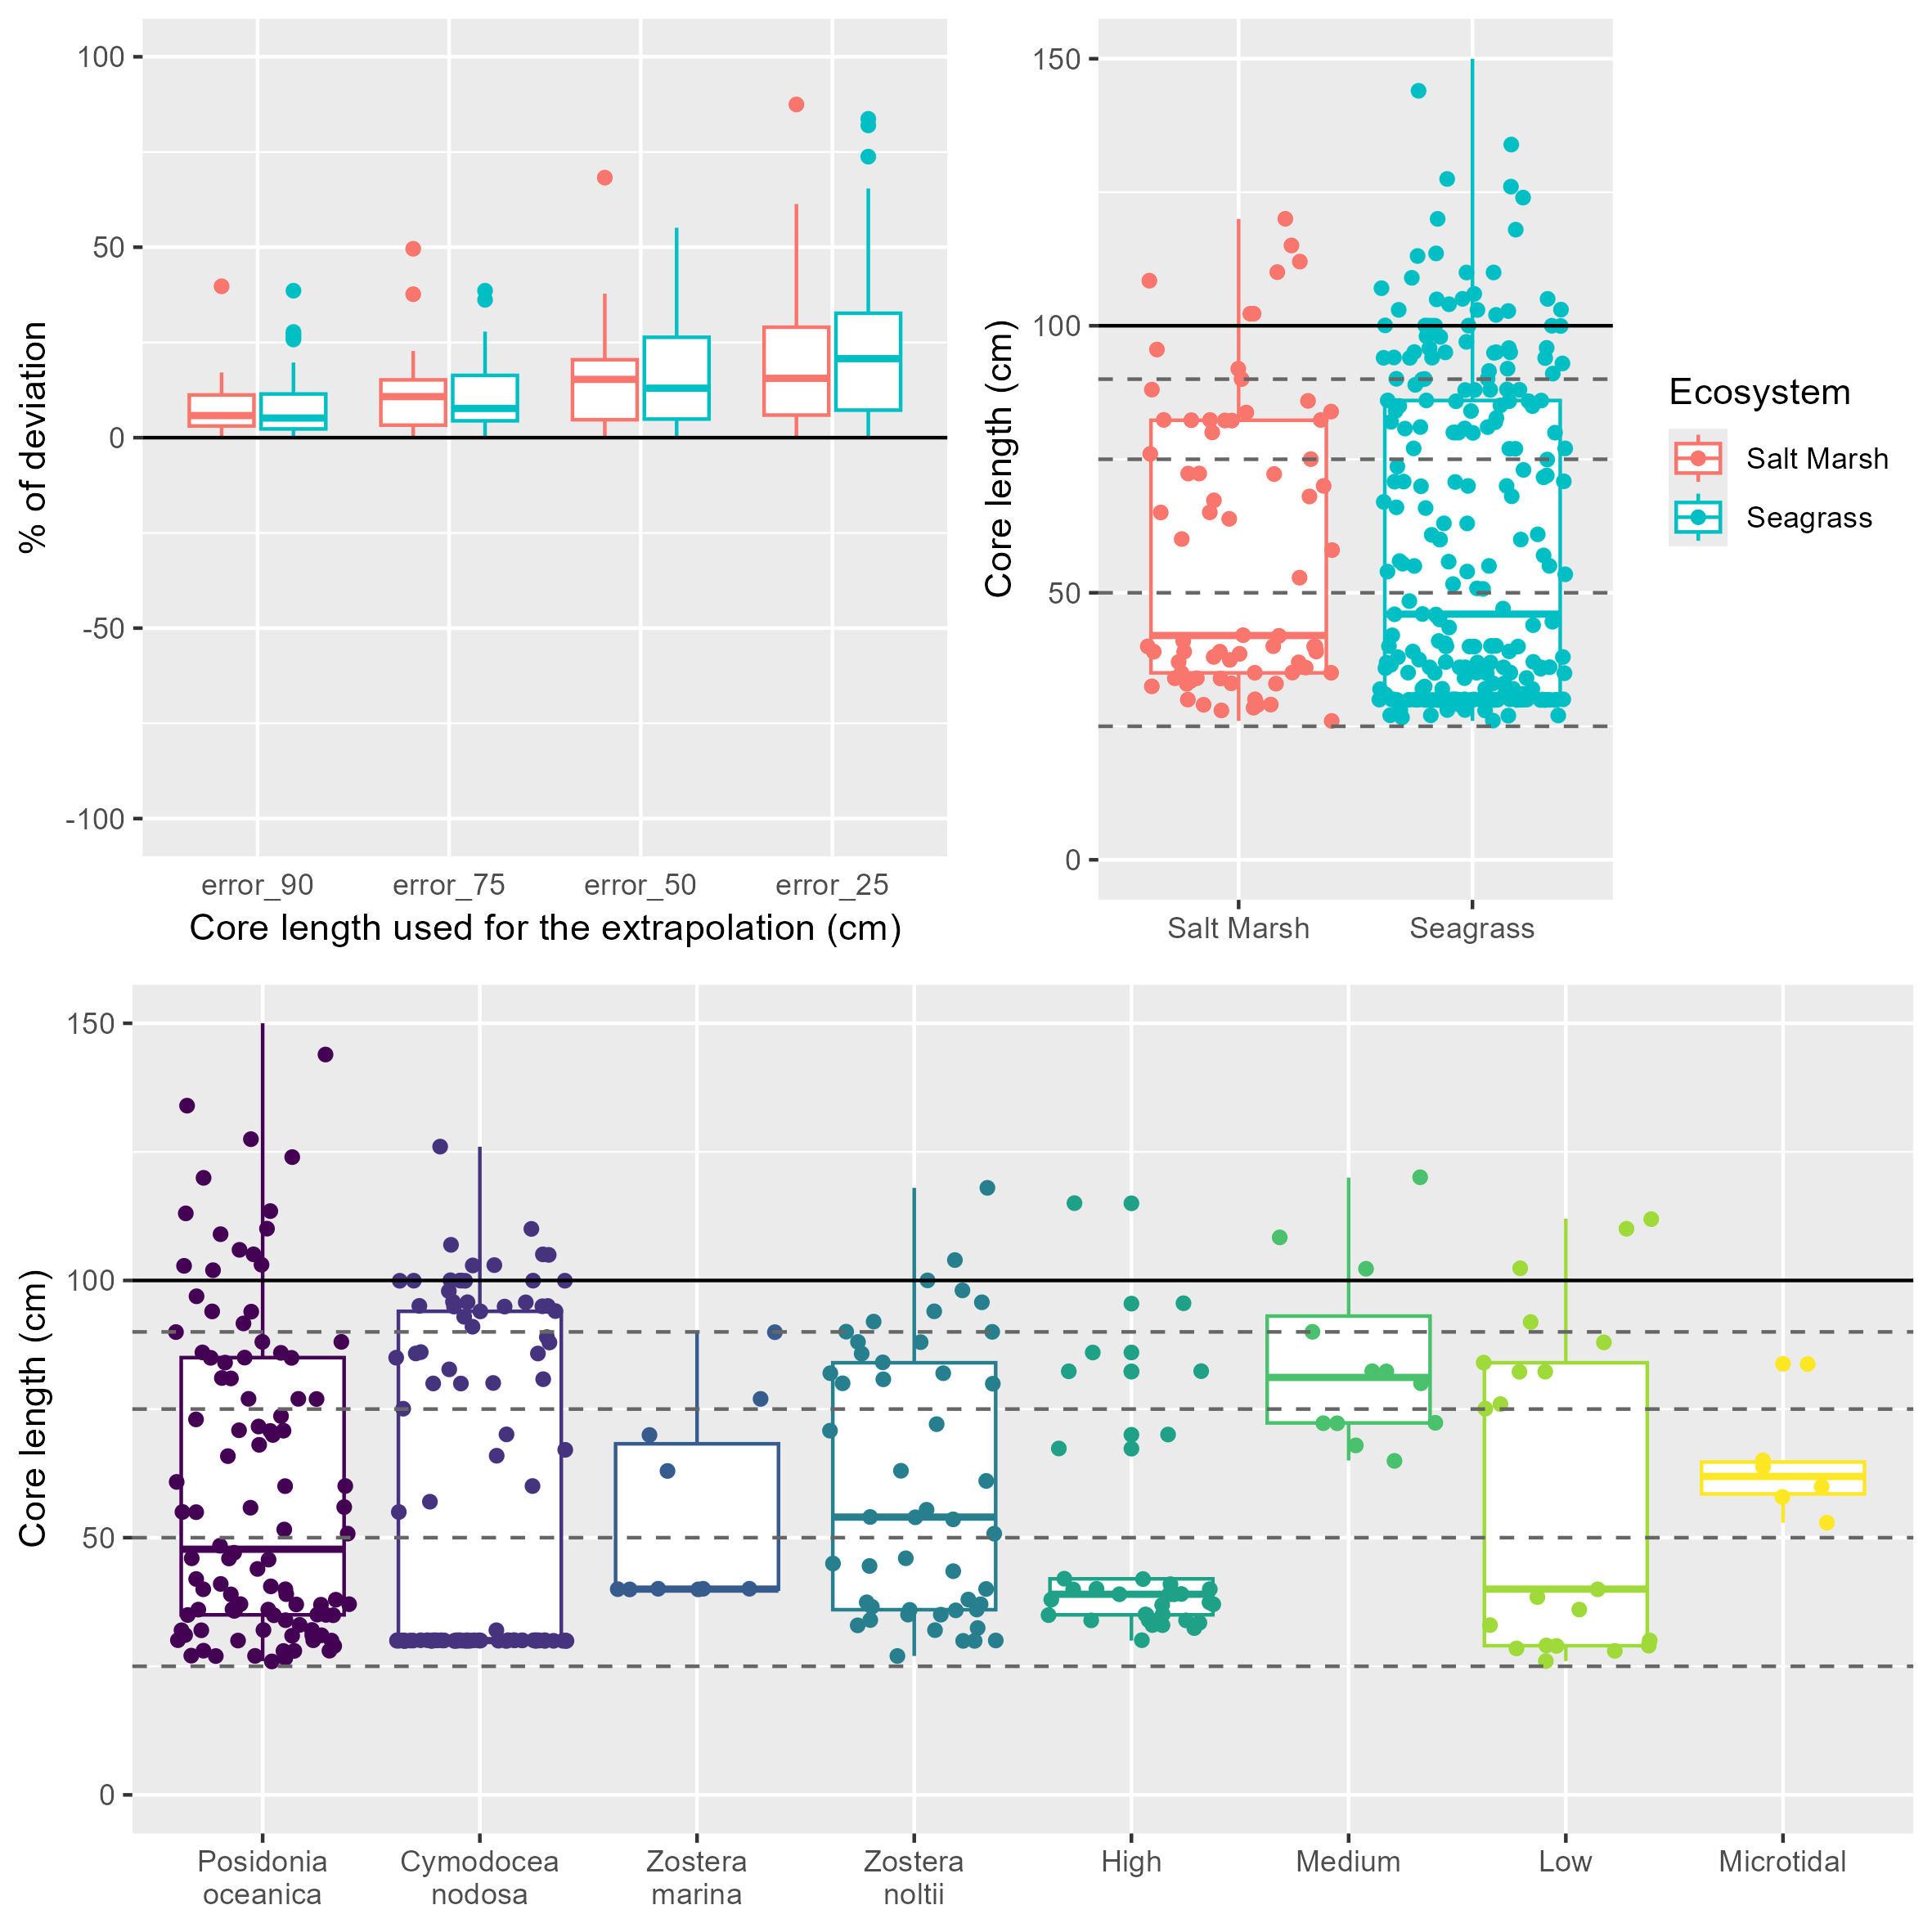 100
50
0
-50
-100
% of deviation
error_90
error_75
error_50
error_25
Core length used for the extrapolation (cm)
150
100
50
0
Core length (cm)
Salt Marsh
Seagrass
Ecosystem
Salt Marsh
Seagrass
150
100
50
0
Core length (cm)
Posidonia
oceanica
Cymodocea
nodosa
Zostera
marina
Zostera
noltii
High
Medium
Low
Microtidal